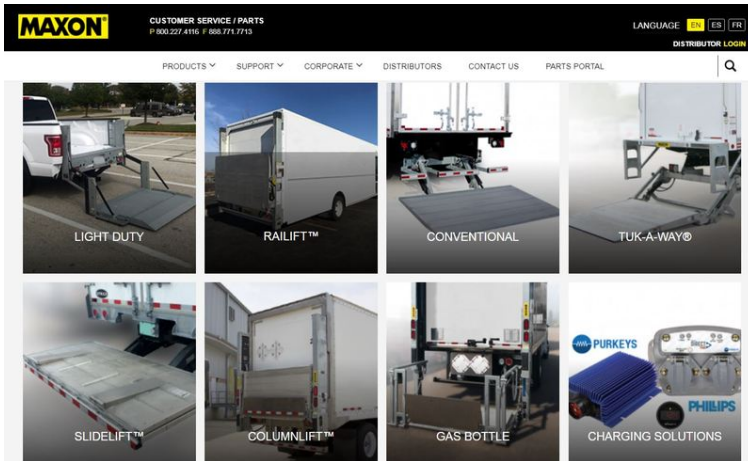 MAXON®
CUSTOMER SERVICE / PARTS
P 800.227.4116 F 888.771.7713
LANGUAGE EN ES FR
DISTRIBUTOR LOGIN
PRODUCTS SUPPORT CORPORATE DISTRIBUTORS CONTACT US PARTS PORTAL
LIGHT DUTY
RAILIFT™
CONVENTIONAL
TUK-A-WAY®
SLIDELIFT™
COLUMNLIFT™
GAS BOTTLE
PURKEYS
PHILLIPS
CHARGING SOLUTIONS